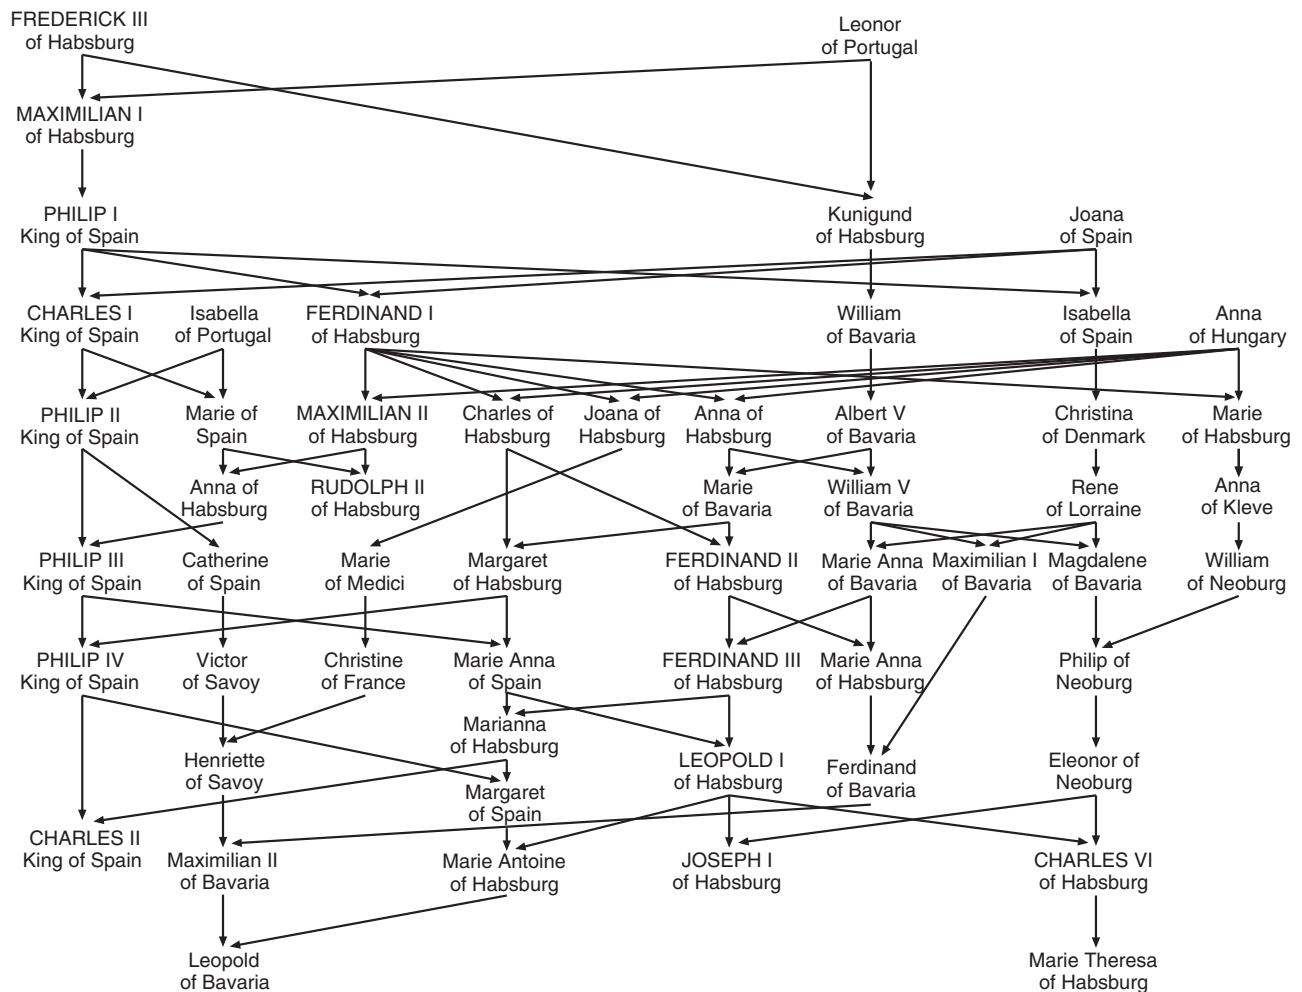 FREDERICK III
of Habsburg
Leonor
of Portugal
MAXIMILIAN I
of Habsburg
PHILIP I
King of Spain
Kunigund
of Habsburg
Joana
of Spain
CHARLES I
King of Spain
Isabella
of Portugal
FERDINAND I
of Habsburg
William
of Bavaria
Isabella
of Spain
Anna
of Hungary
PHILIP II
King of Spain
Marie of
Spain
MAXIMILIAN II
of Habsburg
Charles of
Habsburg
Joana of
Habsburg
Anna of
Habsburg
Albert V
of Bavaria
Christina
of Denmark
Marie
of Habsburg
Anna of
Habsburg
RUDOLPH II
of Habsburg
Marie
of Bavaria
William V
of Bavaria
Rene
of Lorraine
Anna
of Kleve
PHILIP III
King of Spain
Catherine
of Spain
Marie
of Medici
Margaret
of Habsburg
FERDINAND II
of Habsburg
Marie Anna
of Bavaria
Maximilian I
of Bavaria
Magdalene
of Bavaria
William
of Neoburg
PHILIP IV
King of Spain
Victor
of Savoy
Christine
of France
Marie Anna
of Spain
FERDINAND III
of Habsburg
Marie Anna
of Habsburg
Philip of
Neoburg
Marianna
of Habsburg
Henriette
of Savoy
LEOPOLD I
of Habsburg
Ferdinand
of Bavaria
Eleonor of
Neoburg
Margaret
of Spain
CHARLES II
King of Spain
Maximilian II
of Bavaria
Marie Antoine
of Habsburg
JOSEPH I
of Habsburg
CHARLES VI
of Habsburg
Leopold
of Bavaria
Marie Theresa
of Habsburg